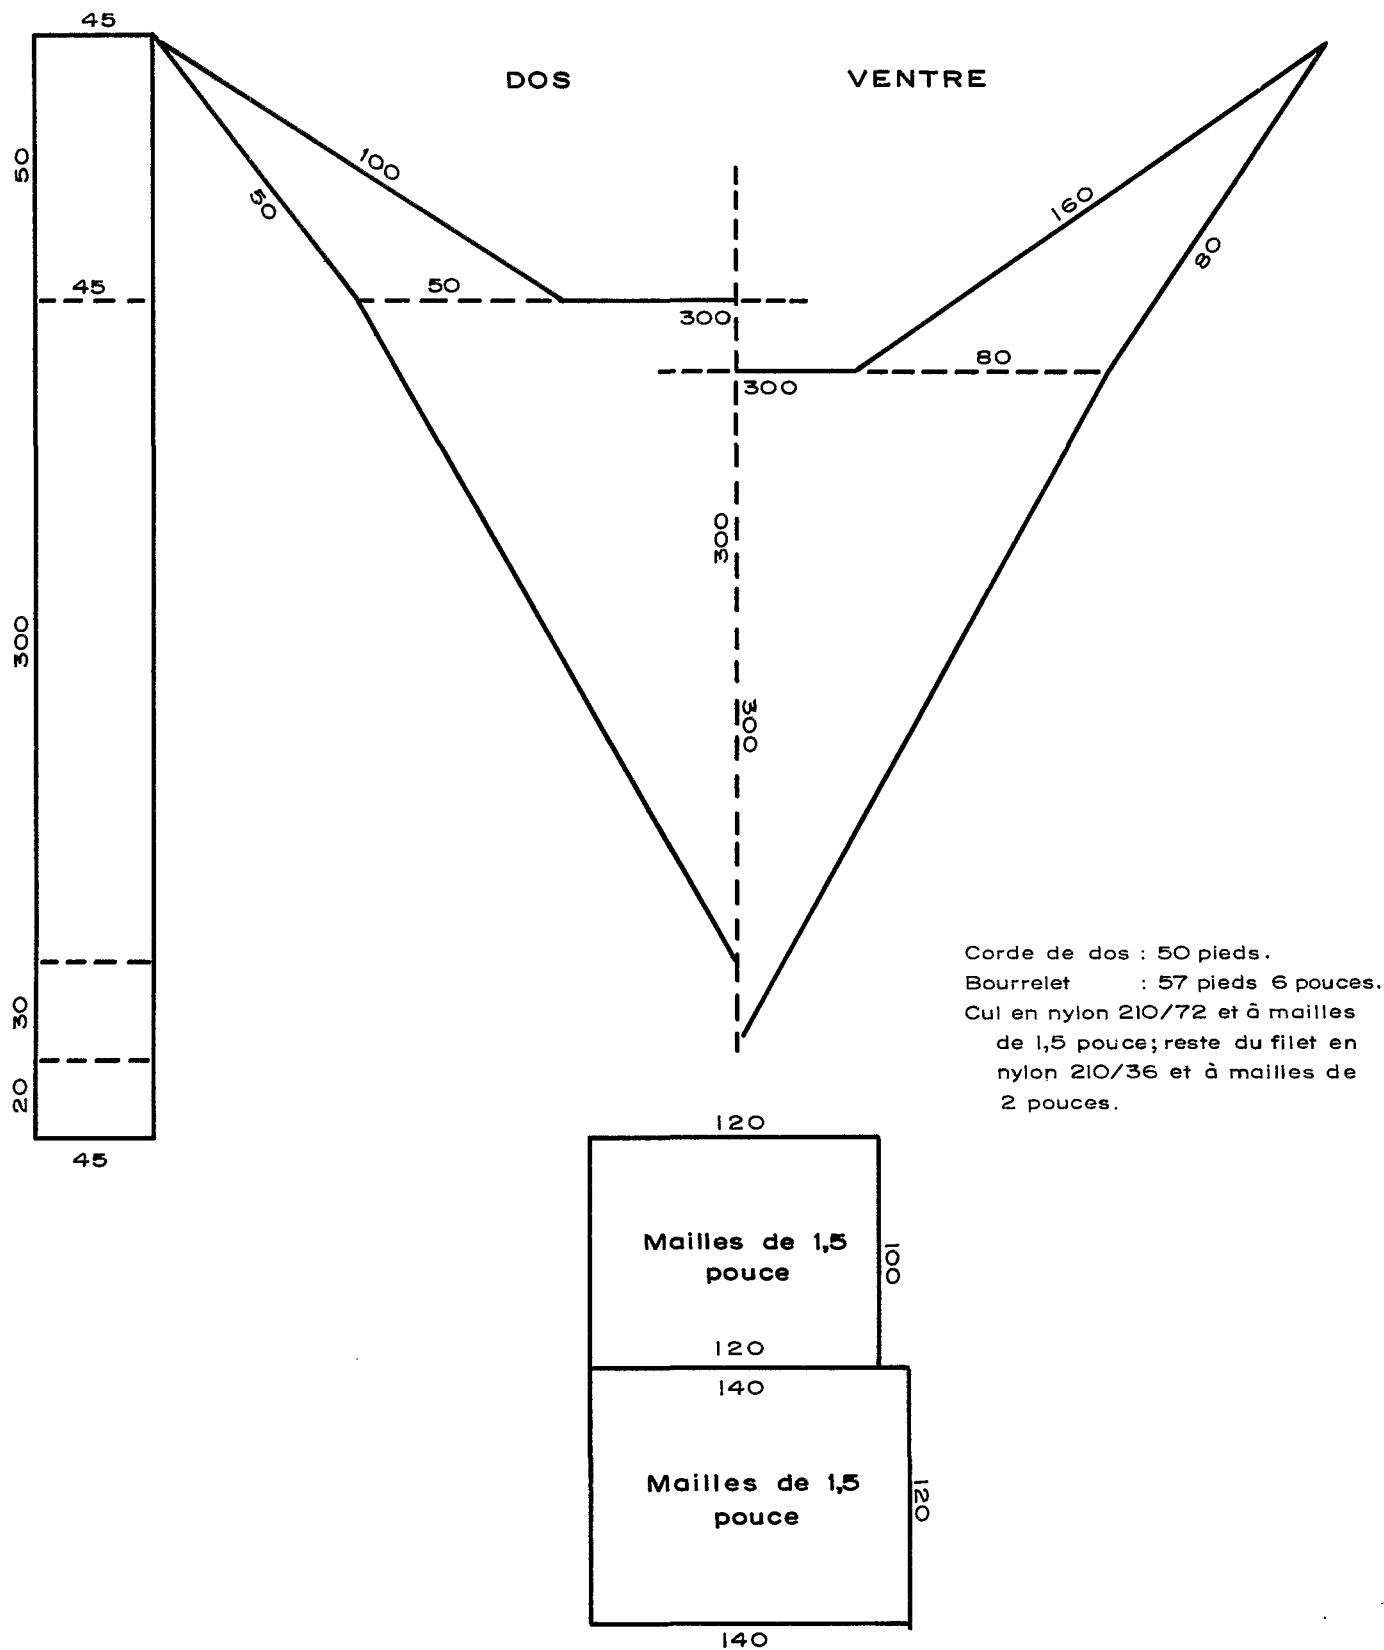 45
DOS
VENTRE
50
100
50
160
80
45
50
300
80
300
300
300
300
Corde de dos : 50 pieds.
Bourrelet : 57 pieds 6 pouces.
Cul en nylon 210/72 et à mailles
de 1,5 pouce; reste du filet en
nylon 210/36 et à mailles de
2 pouces.
30
20
45
120
Mailles de 1,5
pouce
100
120
140
Mailles de 1,5
pouce
120
140